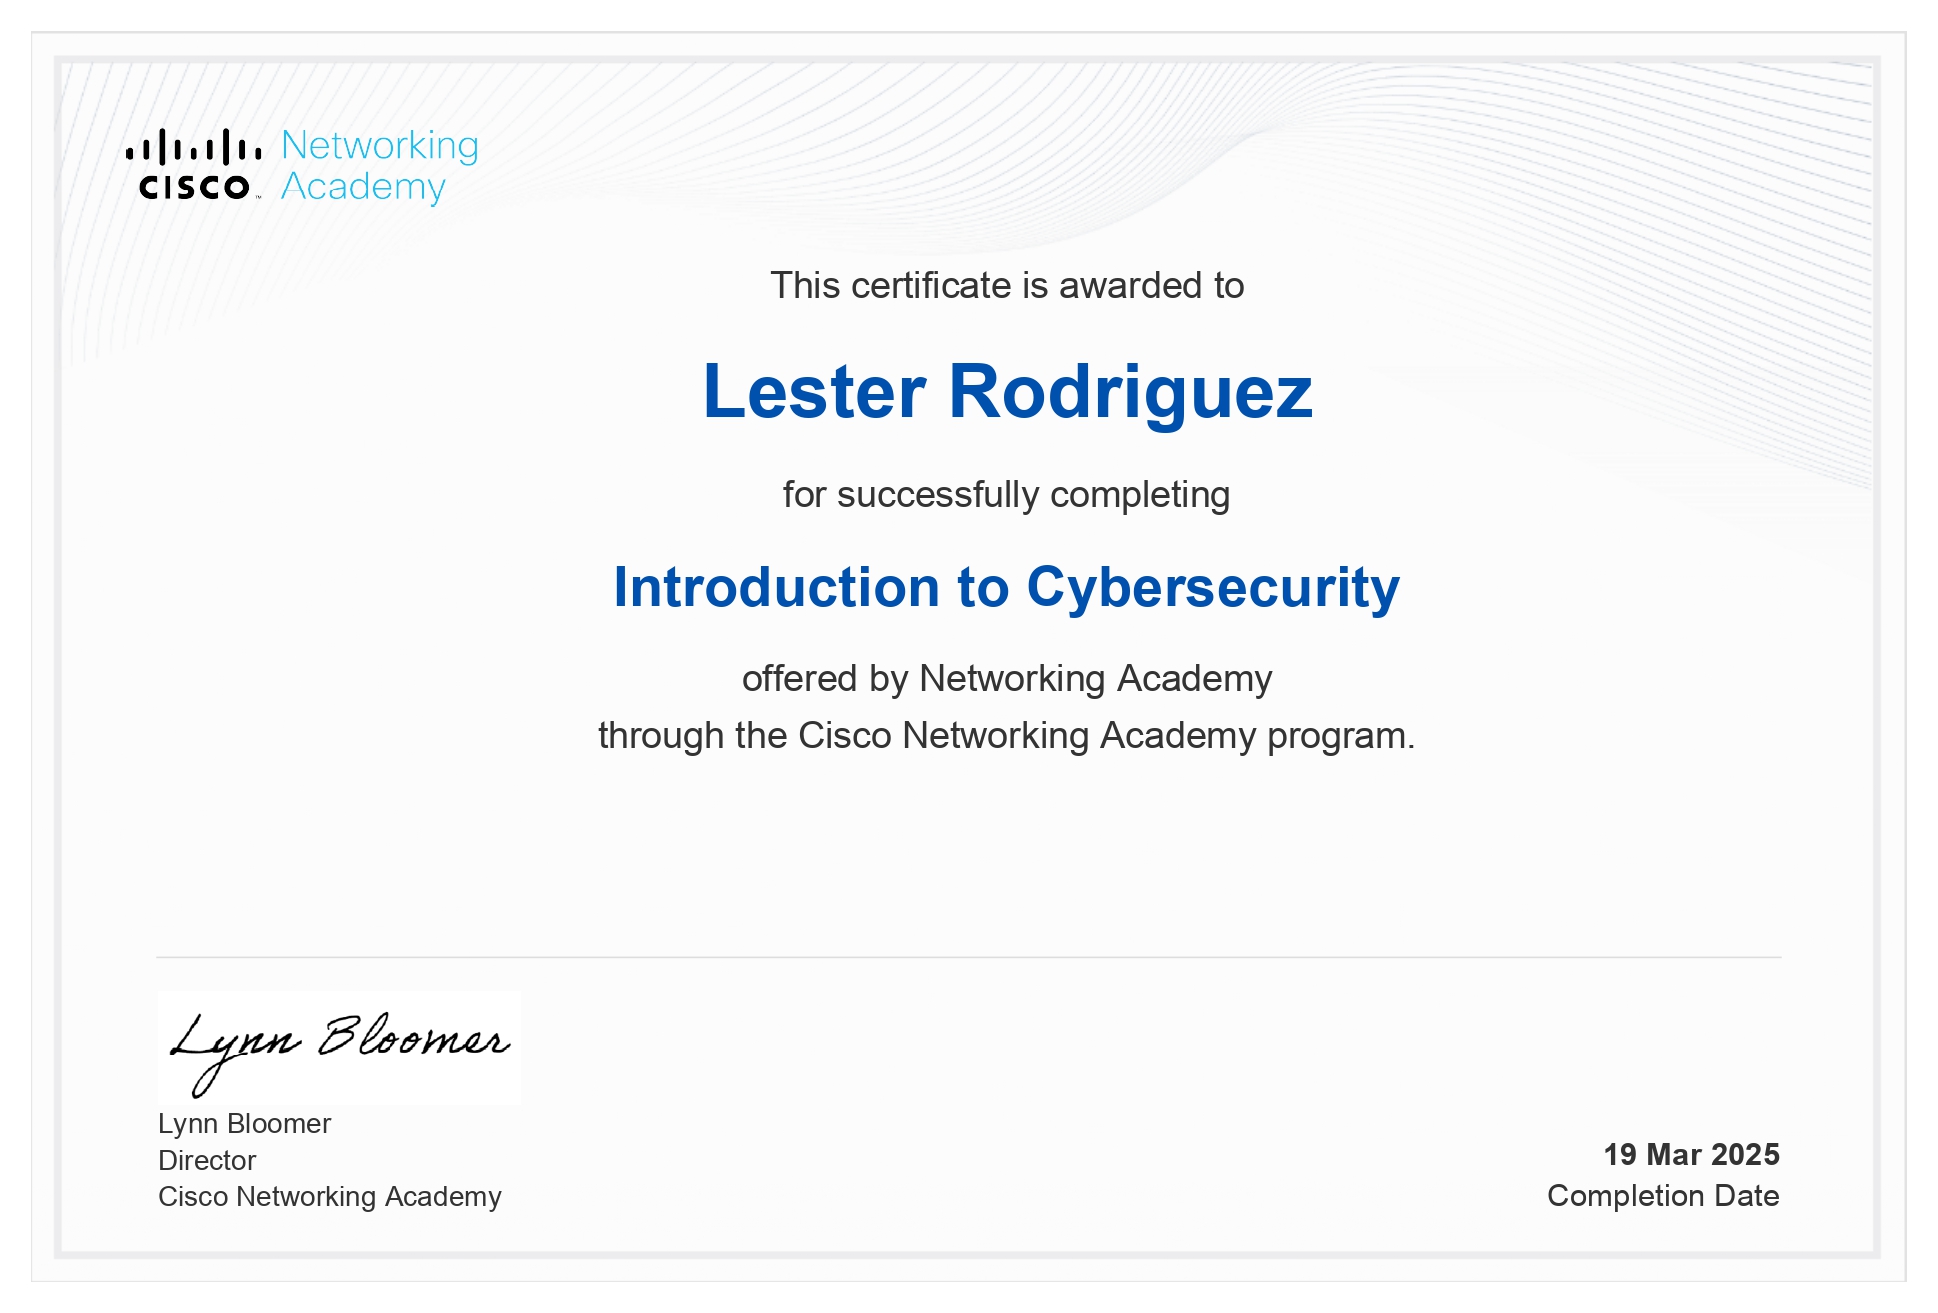 Networking
CISCO™ Academy
This certificate is awarded to
Lester Rodriguez
for successfully completing
Introduction to Cybersecurity
offered by Networking Academy
through the Cisco Networking Academy program.
Lynn Bloomer
Lynn Bloomer
Director
Cisco Networking Academy
19 Mar 2025
Completion Date